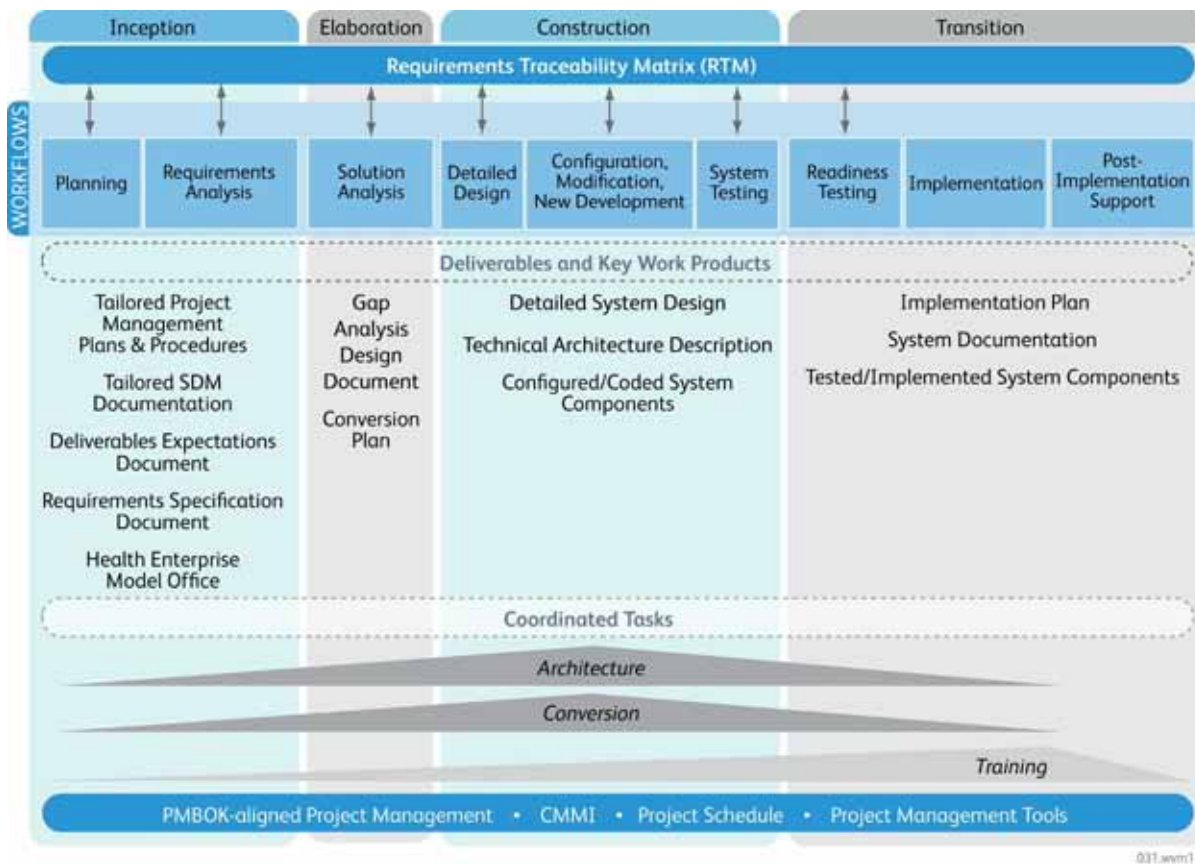 Inception
Elaboration
Construction
Transition
Requirements Traceability Matrix (RTM)
WORKFLOWS
Planning
Requirements
Analysis
Solution
Analysis
Detailed
Design
Configuration,
Modification,
New Development
System
Testing
Readiness
Testing
Implementation
Post-
Implementation
Support
Deliverables and Key Work Products
Tailored Project
Management
Plans & Procedures
Tailored SDM
Documentation
Deliverables Expectations
Document
Requirements Specification
Document
Health Enterprise
Model Office
Gap
Analysis
Design
Document
Conversion
Plan
Detailed System Design
Technical Architecture Description
Configured/Coded System
Components
Implementation Plan
System Documentation
Tested/Implemented System Components
Coordinated Tasks
Architecture
Conversion
Training
PMBOK-aligned Project Management • CMMI • Project Schedule • Project Management Tools